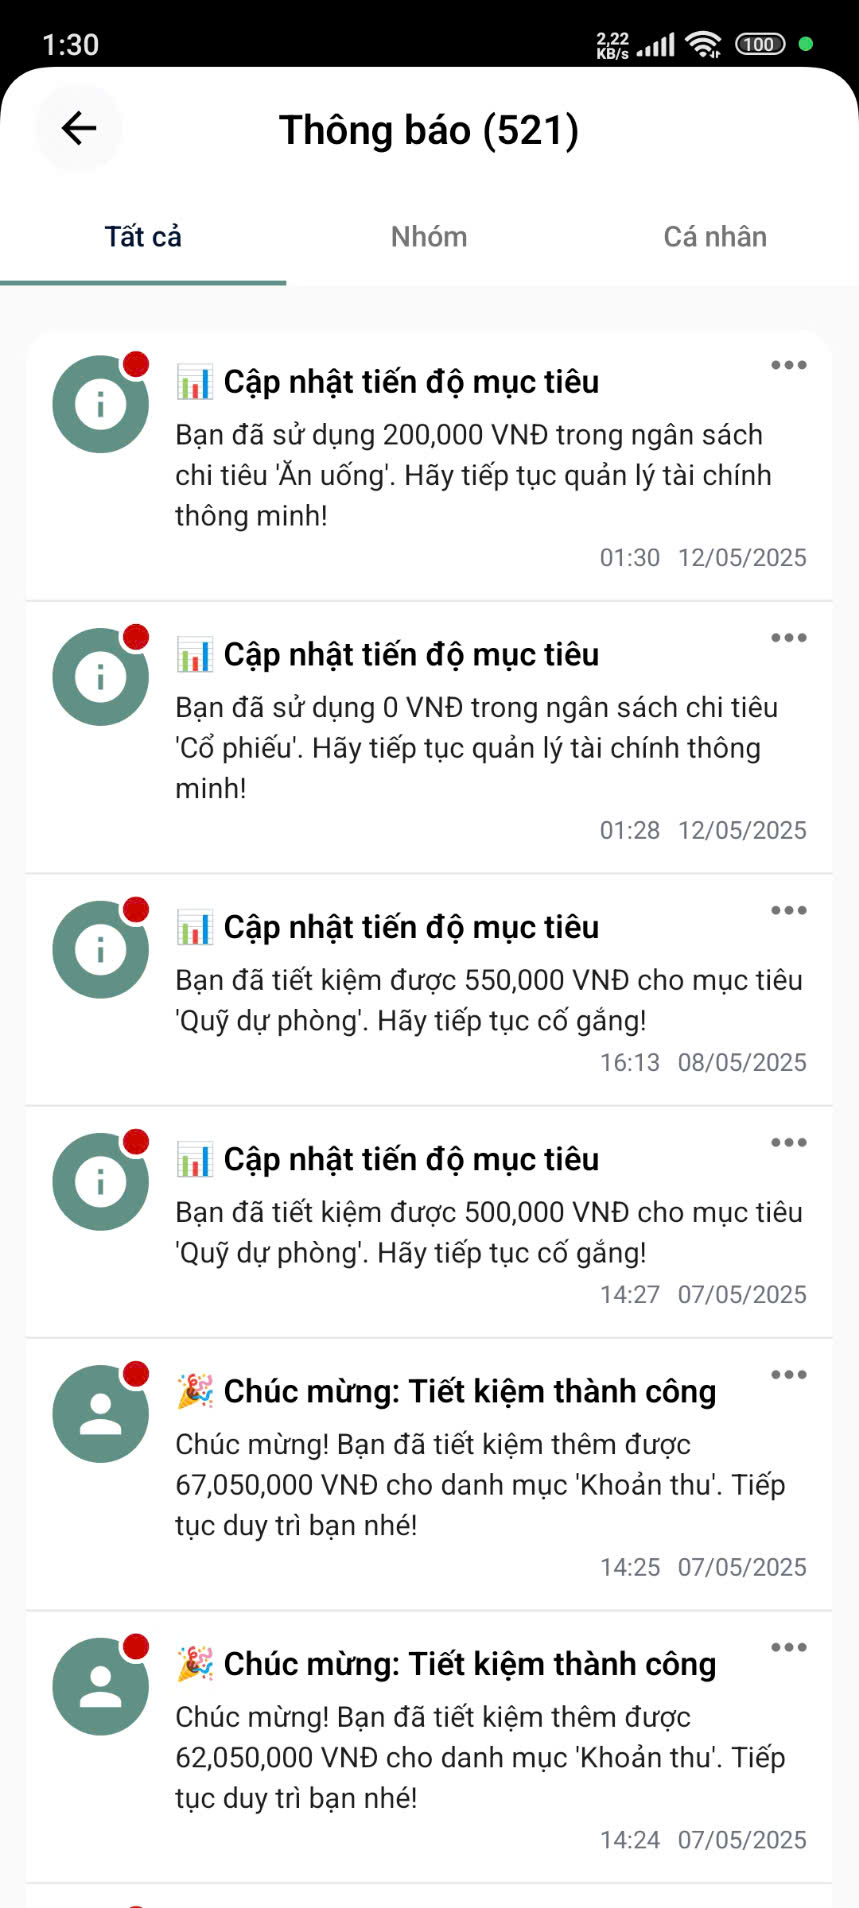 1:30
2,22
KB/s
100
Thông báo (521)
Tất cả
Nhóm
Cá nhân
Cập nhật tiến độ mục tiêu
Bạn đã sử dụng 200,000 VNĐ trong ngân sách
chi tiêu 'Ăn uống'. Hãy tiếp tục quản lý tài chính
thông minh!
01:30 12/05/2025
Cập nhật tiến độ mục tiêu
Bạn đã sử dụng 0 VNĐ trong ngân sách chi tiêu
'Cổ phiếu'. Hãy tiếp tục quản lý tài chính thông
minh!
01:28 12/05/2025
Cập nhật tiến độ mục tiêu
Bạn đã tiết kiệm được 550,000 VNĐ cho mục tiêu
'Quỹ dự phòng'. Hãy tiếp tục cố gắng!
16:13 08/05/2025
Cập nhật tiến độ mục tiêu
Bạn đã tiết kiệm được 500,000 VNĐ cho mục tiêu
'Quỹ dự phòng'. Hãy tiếp tục cố gắng!
14:27 07/05/2025
Chúc mừng: Tiết kiệm thành công
Chúc mừng! Bạn đã tiết kiệm thêm được
67,050,000 VNĐ cho danh mục 'Khoản thu'. Tiếp
tục duy trì bạn nhé!
14:25 07/05/2025
Chúc mừng: Tiết kiệm thành công
Chúc mừng! Bạn đã tiết kiệm thêm được
62,050,000 VNĐ cho danh mục 'Khoản thu'. Tiếp
tục duy trì bạn nhé!
14:24 07/05/2025